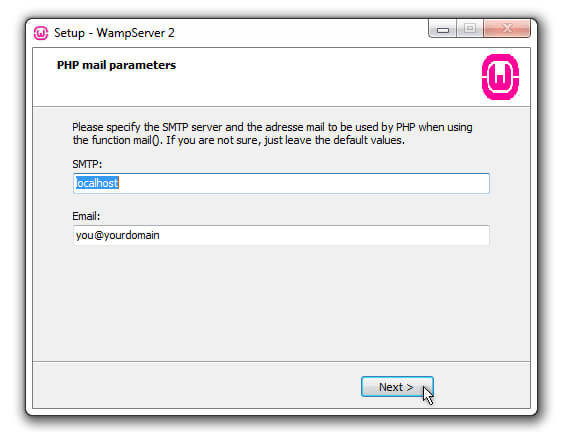 Setup - WampServer 2
PHP mail parameters
Please specify the SMTP server and the adresse mail to be used by PHP when using
the function mail(). If you are not sure, just leave the default values.
SMTP:
localhost
Email:
you@yourdomain
Next >